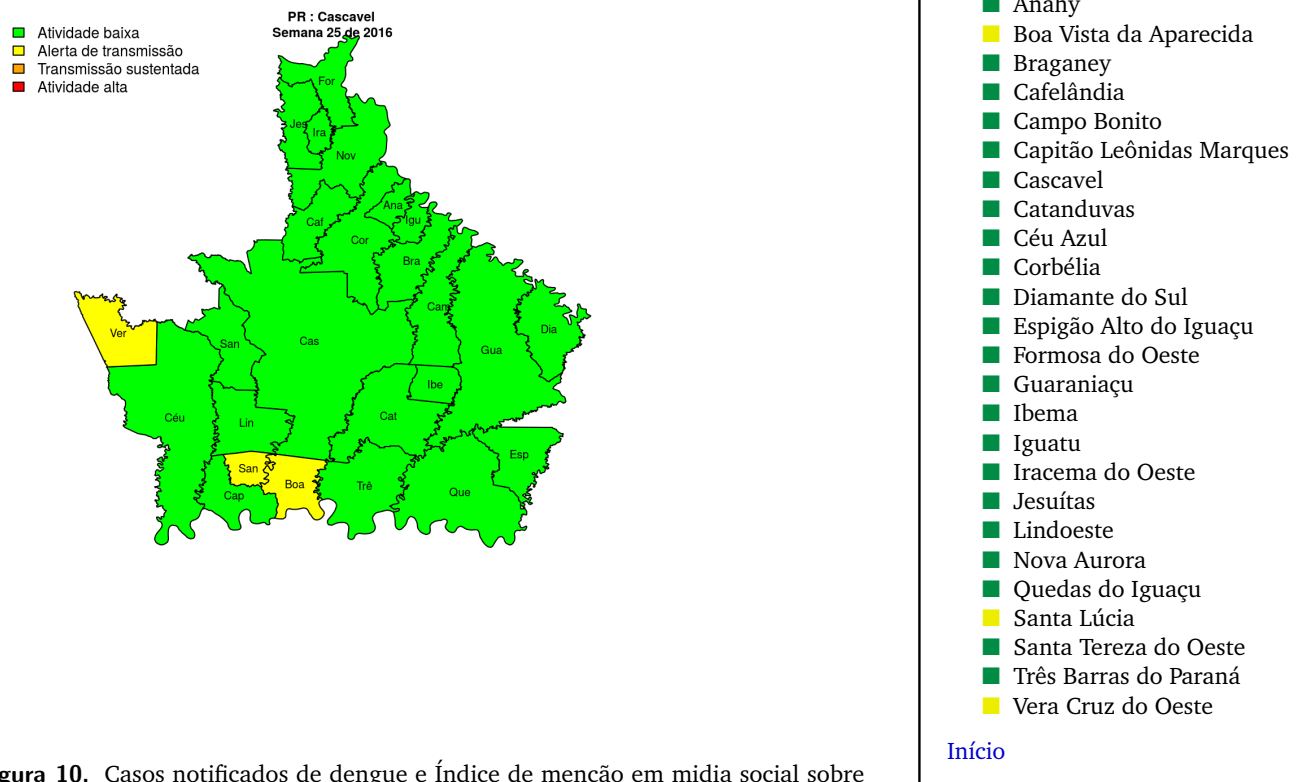 PR : Cascavel
Semana 25 de 2016
Atividade baixa
Alerta de transmissão
Transmissão sustentada
Atividade alta
For
Jes
Ira
Nov
Ana
Igu
Caf
Cor
Bra
Cam
Ver
San
Cas
Dia
Gua
Ibe
Céu
Lin
Cat
San
Boa
Esp
Cap
Trê
Que
Anahy
Boa Vista da Aparecida
Braganey
Cafelândia
Campo Bonito
Capitão Leônidas Marques
Cascavel
Catanduvas
Céu Azul
Corbélia
Diamante do Sul
Espigão Alto do Iguaçu
Formosa do Oeste
Guaraniaçu
Ibema
Iguatu
Iracema do Oeste
Jesuítas
Lindoeste
Nova Aurora
Quedas do Iguaçu
Santa Lúcia
Santa Tereza do Oeste
Três Barras do Paraná
Vera Cruz do Oeste
Início
gura 10. Casos notificados de dengue e Índice de menção em midia social sobre